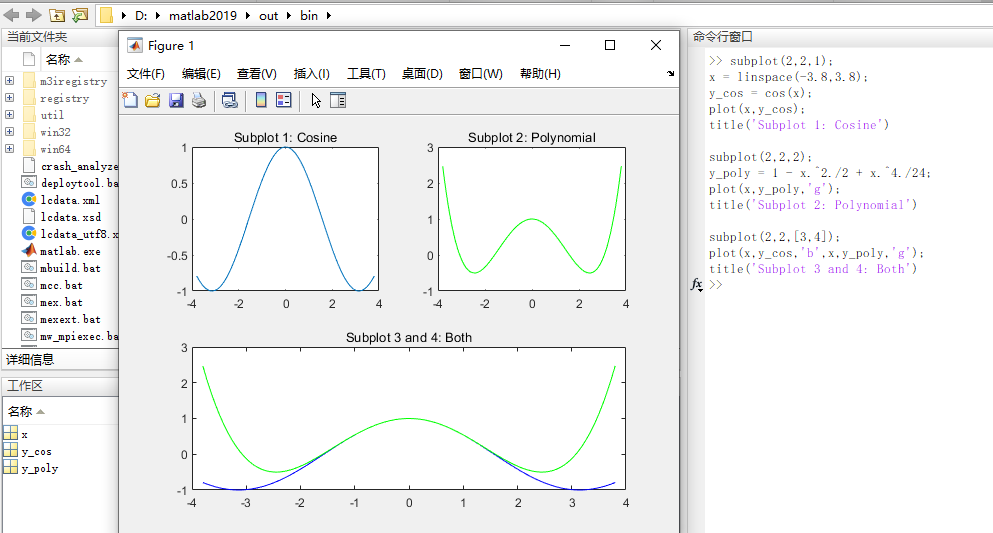 D: ▸ matlab2019 ▸ out ▸ bin ▸
当前文件夹
名称
m3iregistry
registry
util
win32
win64
crash_analyze
deploytool.ba
lcdata.xml
lcdata.xsd
lcdata_utf8.x
matlab.exe
mbuild.bat
mcc.bat
mex.bat
mexext.bat
mw_mpiexec.ba
详细信息
工作区
名称
x
y_cos
y_poly
Figure 1
文件(F) 编辑(E) 查看(V) 插入(I) 工具(T) 桌面(D) 窗口(W) 帮助(H)
Subplot 1: Cosine
1
0.5
0
-0.5
-1
-4 -2 0 2 4
Subplot 2: Polynomial
3
2
1
0
-1
-4 -2 0 2 4
Subplot 3 and 4: Both
3
2
1
0
-1
-4 -3 -2 -1 0 1 2 3 4
命令行窗口
>> subplot(2,2,1);
x = linspace(-3.8,3.8);
y_cos = cos(x);
plot(x,y_cos);
title('Subplot 1: Cosine')
subplot(2,2,2);
y_poly = 1 - x.^2./2 + x.^4./24;
plot(x,y_poly,'g');
title('Subplot 2: Polynomial')
subplot(2,2,[3,4]);
plot(x,y_cos,'b',x,y_poly,'g');
title('Subplot 3 and 4: Both')
fx >>